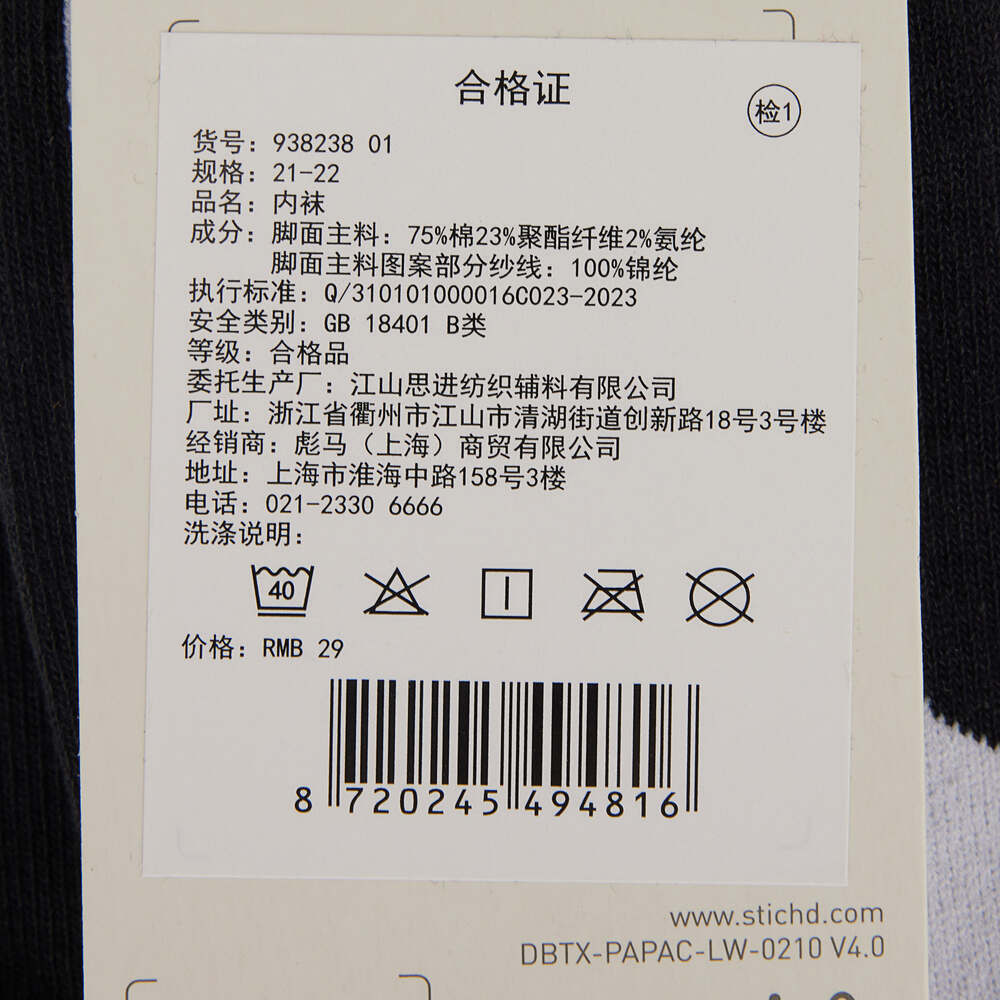 合格证
检1
货号：938238 01
规格：21-22
品名：内袜
成分：脚面主料：75%棉23%聚酯纤维2%氨纶
脚面主料图案部分纱线：100%锦纶
执行标准：Q/310101000016C023-2023
安全类别：GB 18401 B类
等级：合格品
委托生产厂：江山思进纺织辅料有限公司
厂址：浙江省衢州市江山市清湖街道创新路18号3号楼
经销商：彪马（上海）商贸有限公司
地址：上海市淮海中路158号3楼
电话：021-2330 6666
洗涤说明：
40
价格：RMB 29
8 720245 494816
www.stichd.com
DBTX-PAPAC-LW-0210 V4.0